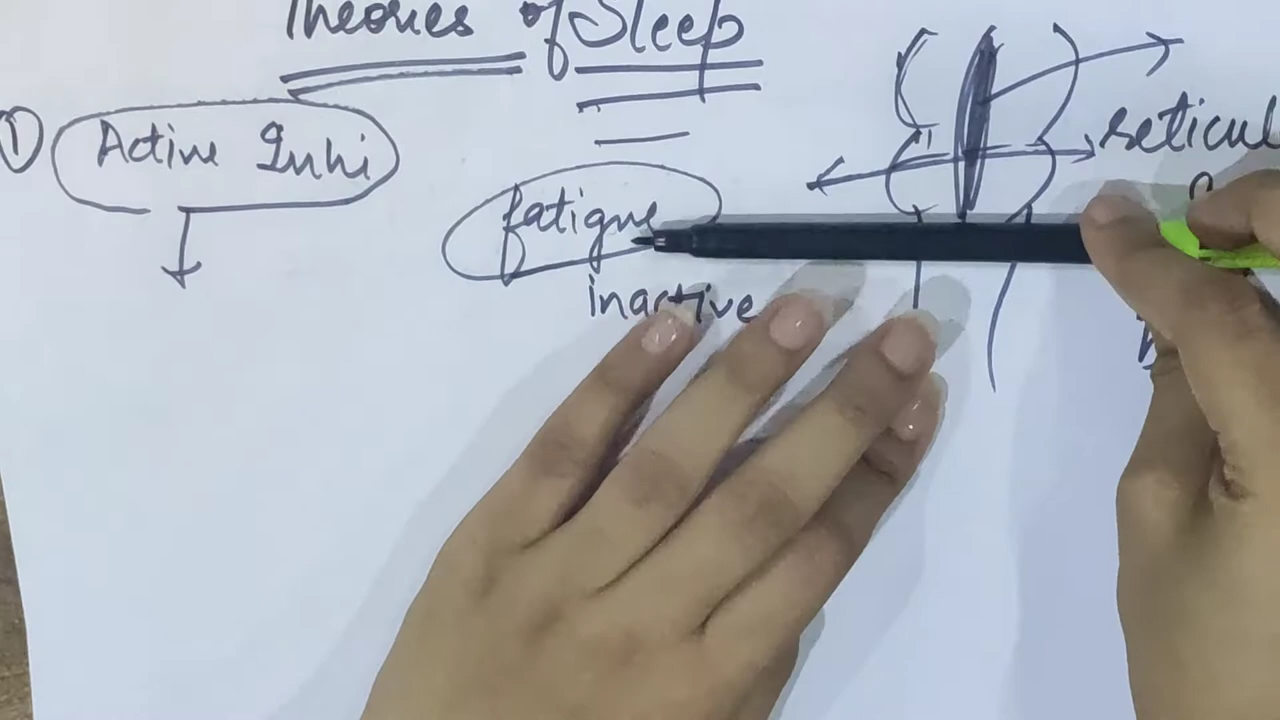 Theories of Sleep
① Active Inhi
reticul
fatigue
inactive